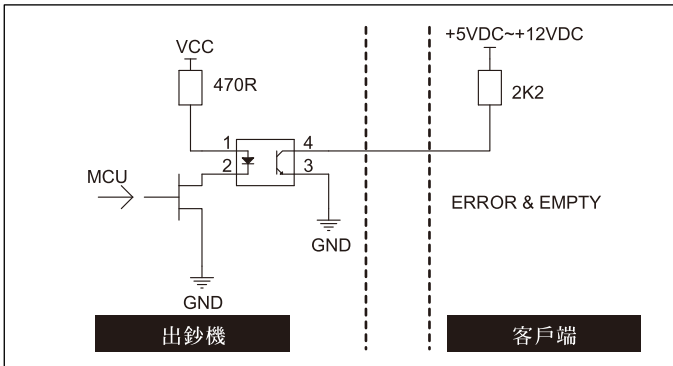 +5VDC~+12VDC
VCC
470R
2K2
1
4
2
3
MCU
ERROR & EMPTY
GND
GND
出鈔機
客戶端